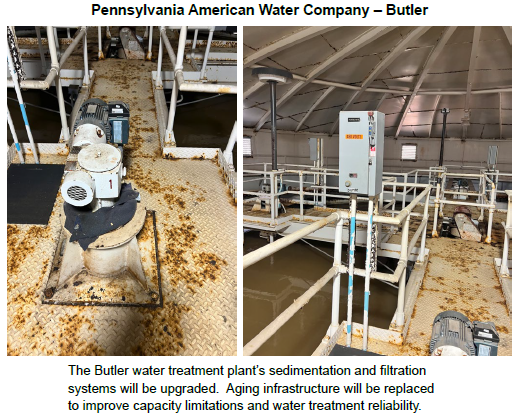 Pennsylvania American Water Company – Butler
1
The Butler water treatment plant's sedimentation and filtration
systems will be upgraded.  Aging infrastructure will be replaced
to improve capacity limitations and water treatment reliability.